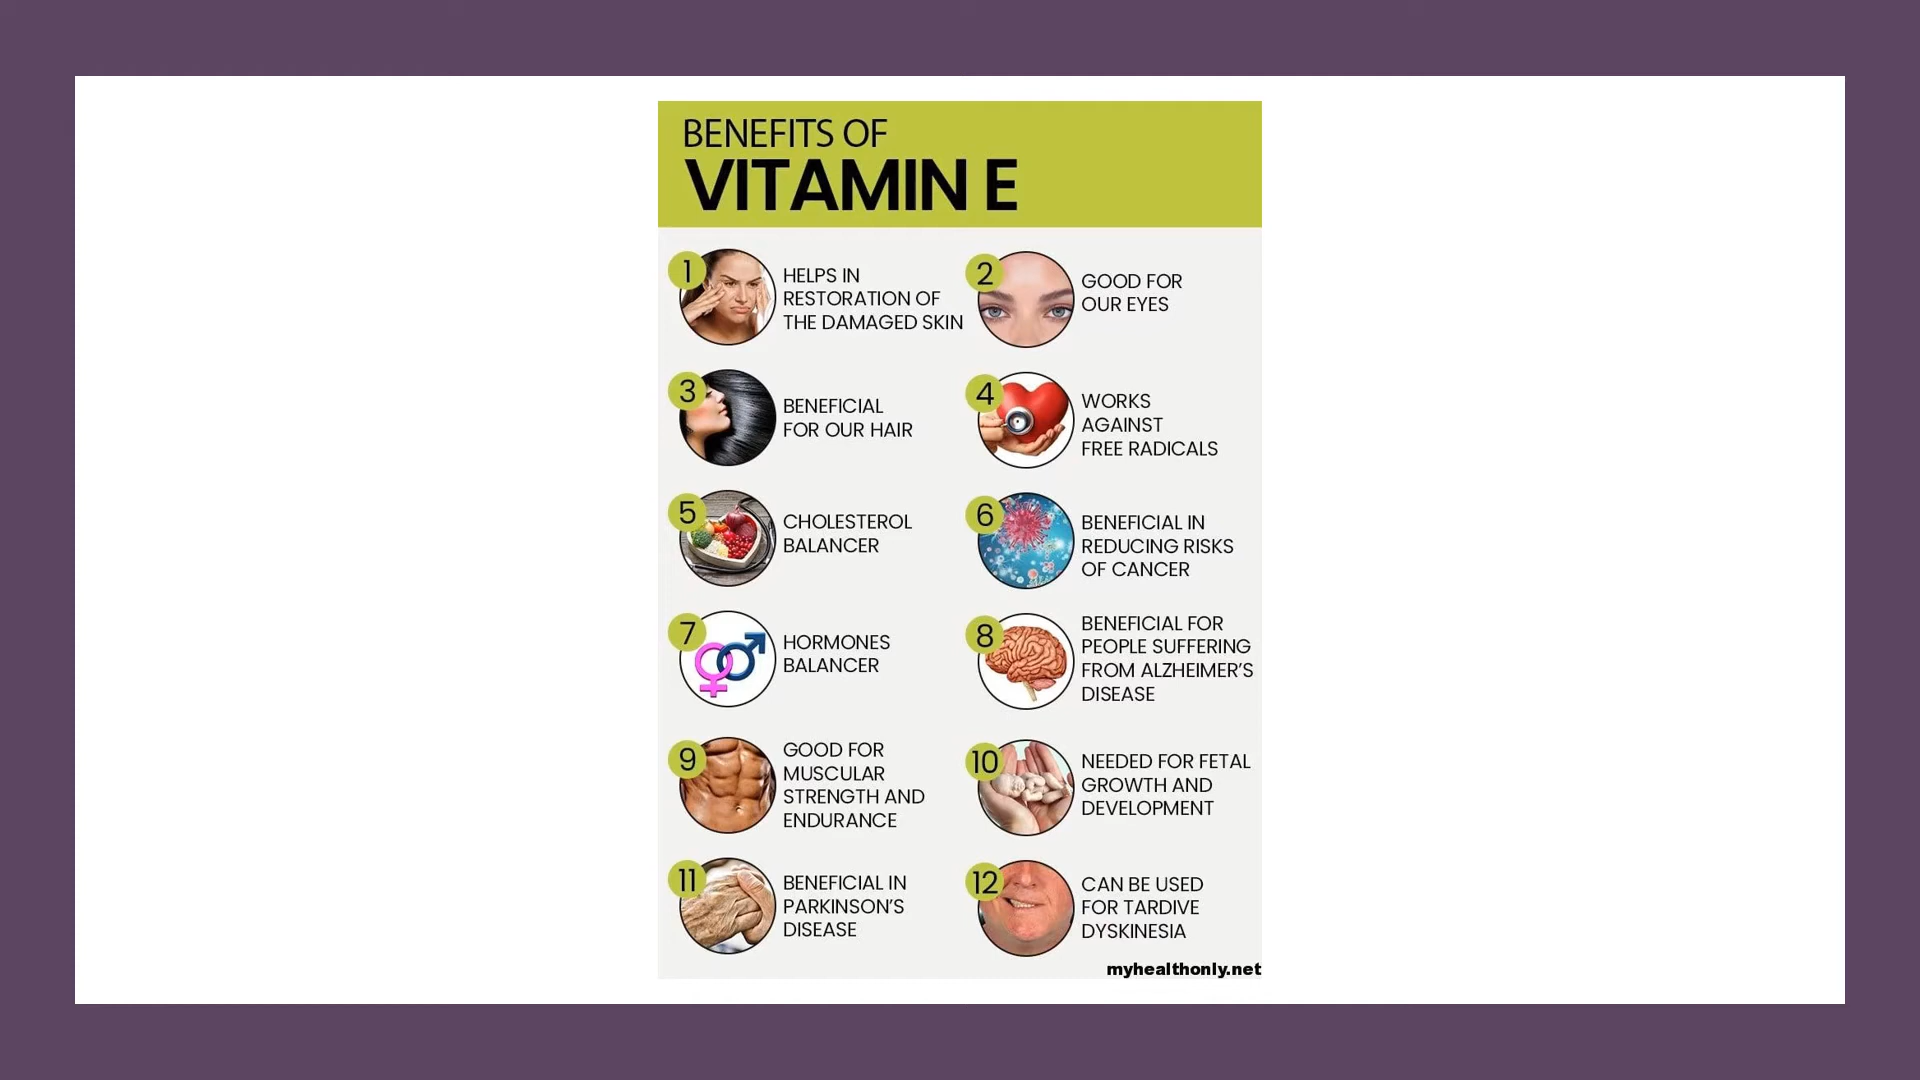 BENEFITS OF
VITAMIN E
1
HELPS IN
RESTORATION OF
THE DAMAGED SKIN
2
GOOD FOR
OUR EYES
3
BENEFICIAL
FOR OUR HAIR
4
WORKS
AGAINST
FREE RADICALS
5
CHOLESTEROL
BALANCER
6
BENEFICIAL IN
REDUCING RISKS
OF CANCER
7
HORMONES
BALANCER
8
BENEFICIAL FOR
PEOPLE SUFFERING
FROM ALZHEIMER'S
DISEASE
9
GOOD FOR
MUSCULAR
STRENGTH AND
ENDURANCE
10
NEEDED FOR FETAL
GROWTH AND
DEVELOPMENT
11
BENEFICIAL IN
PARKINSON'S
DISEASE
12
CAN BE USED
FOR TARDIVE
DYSKINESIA
myhealthonly.net